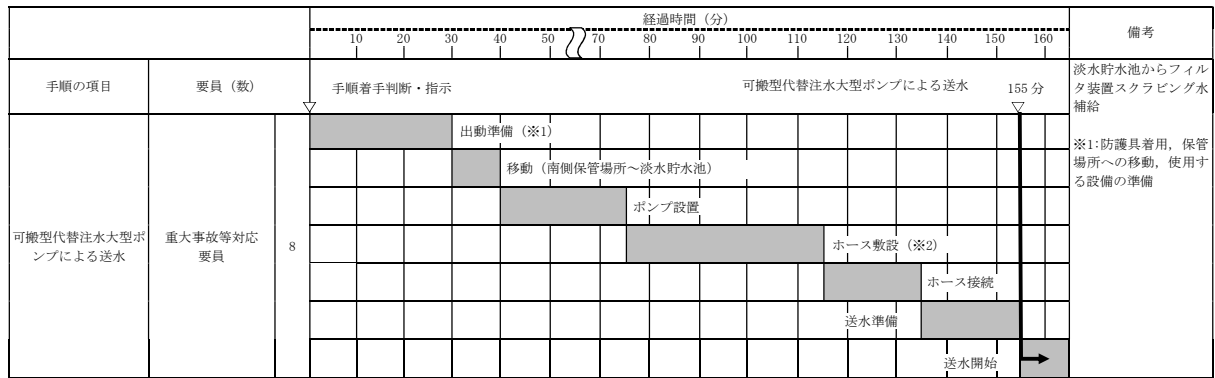 経過時間（分）
備考
10 20 30 40 50 70 80 90 100 110 120 130 140 150 160
手順の項目
要員（数）
手順着手判断・指示
可搬型代替注水大型ポンプによる送水
155 分
淡水貯水池からフィル
タ装置スクラビング水
補給
※1:防護具着用，保管
場所への移動，使用す
る設備の準備
可搬型代替注水大型ポ
ンプによる送水
重大事故等対応
要員
8
出動準備（※1）
移動（南側保管場所～淡水貯水池）
ポンプ設置
ホース敷設（※2）
ホース接続
送水準備
送水開始